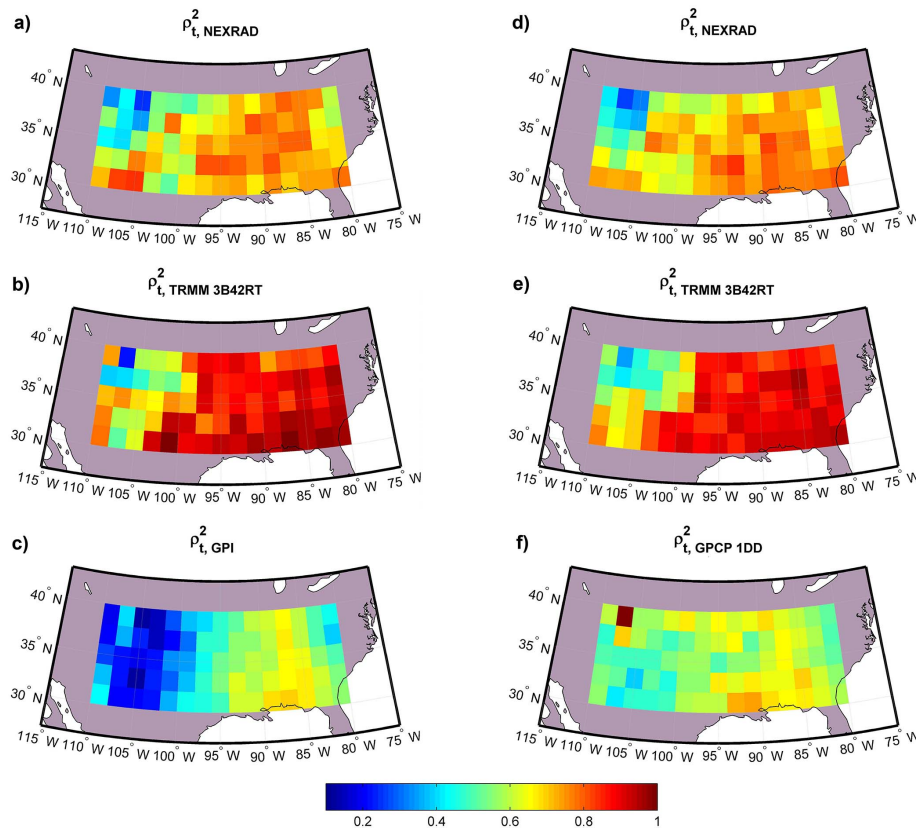 a)
ρ²t, NEXRAD
40° N
35° N
30° N
115° W 110° W 105° W 100° W 95° W 90° W 85° W 80° W 75° W
d)
ρ²t, NEXRAD
40° N
35° N
30° N
115° W 110° W 105° W 100° W 95° W 90° W 85° W 80° W 75° W
b)
ρ²t, TRMM 3B42RT
40° N
35° N
30° N
115° W 110° W 105° W 100° W 95° W 90° W 85° W 80° W 75° W
e)
ρ²t, TRMM 3B42RT
40° N
35° N
30° N
115° W 110° W 105° W 100° W 95° W 90° W 85° W 80° W 75° W
c)
ρ²t, GPI
40° N
35° N
30° N
115° W 110° W 105° W 100° W 95° W 90° W 85° W 80° W 75° W
f)
ρ²t, GPCP 1DD
40° N
35° N
30° N
115° W 110° W 105° W 100° W 95° W 90° W 85° W 80° W 75° W
0.2 0.4 0.6 0.8 1